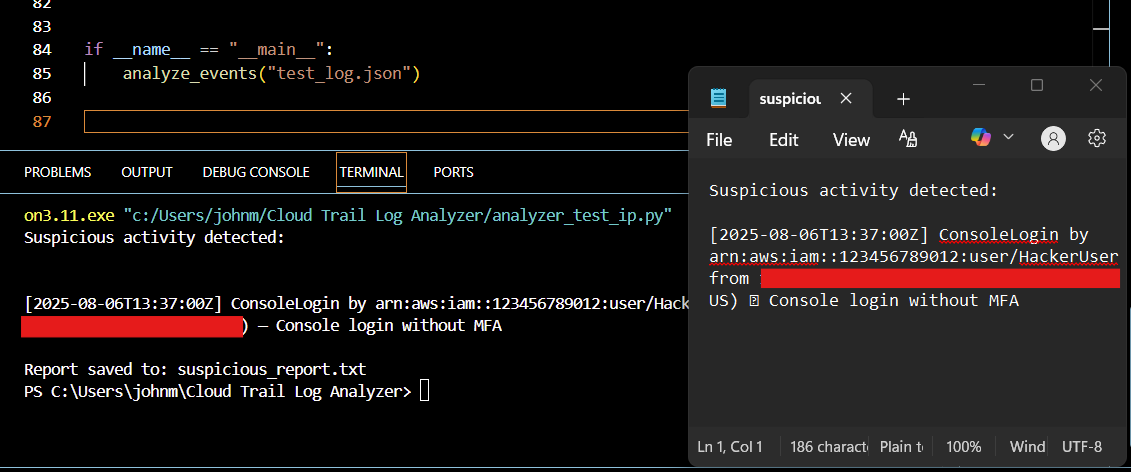 82
83
84 if __name__ == "__main__":
85 analyze_events("test_log.json")
86
87
PROBLEMS OUTPUT DEBUG CONSOLE TERMINAL PORTS
on3.11.exe "c:/Users/johnm/Cloud Trail Log Analyzer/analyzer_test_ip.py"
Suspicious activity detected:
[2025-08-06T13:37:00Z] ConsoleLogin by arn:aws:iam::123456789012:user/Hack
) — Console login without MFA
Report saved to: suspicious_report.txt
PS C:\Users\johnm\Cloud Trail Log Analyzer>
suspiciou
File Edit View
Suspicious activity detected:
[2025-08-06T13:37:00Z] ConsoleLogin by
arn:aws:iam::123456789012:user/HackerUser
from
US) Console login without MFA
Ln 1, Col 1 186 charact Plain t 100% Wind UTF-8